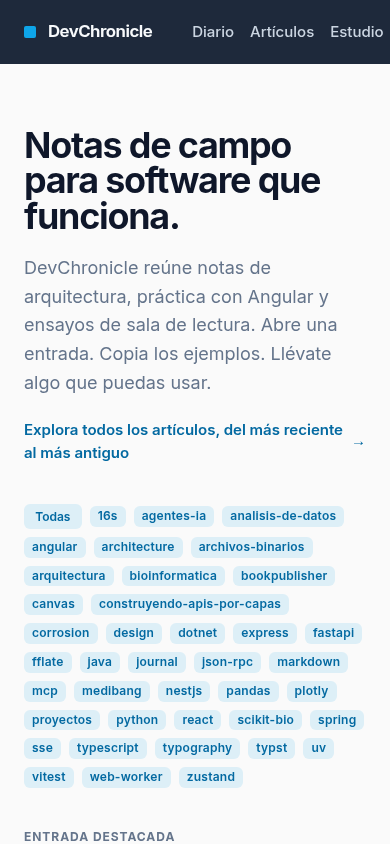 DevChronicle Diario Artículos Estudio
Notas de campo
para software que
funciona.
DevChronicle reúne notas de
arquitectura, práctica con Angular y
ensayos de sala de lectura. Abre una
entrada. Copia los ejemplos. Llévate
algo que puedas usar.
Explora todos los artículos, del más reciente
al más antiguo →
Todas 16s agentes-ia analisis-de-datos
angular architecture archivos-binarios
arquitectura bioinformatica bookpublisher
canvas construyendo-apis-por-capas
corrosion design dotnet express fastapi
fflate java journal json-rpc markdown
mcp medibang nestjs pandas plotly
proyectos python react scikit-bio spring
sse typescript typography typst uv
vitest web-worker zustand
ENTRADA DESTACADA